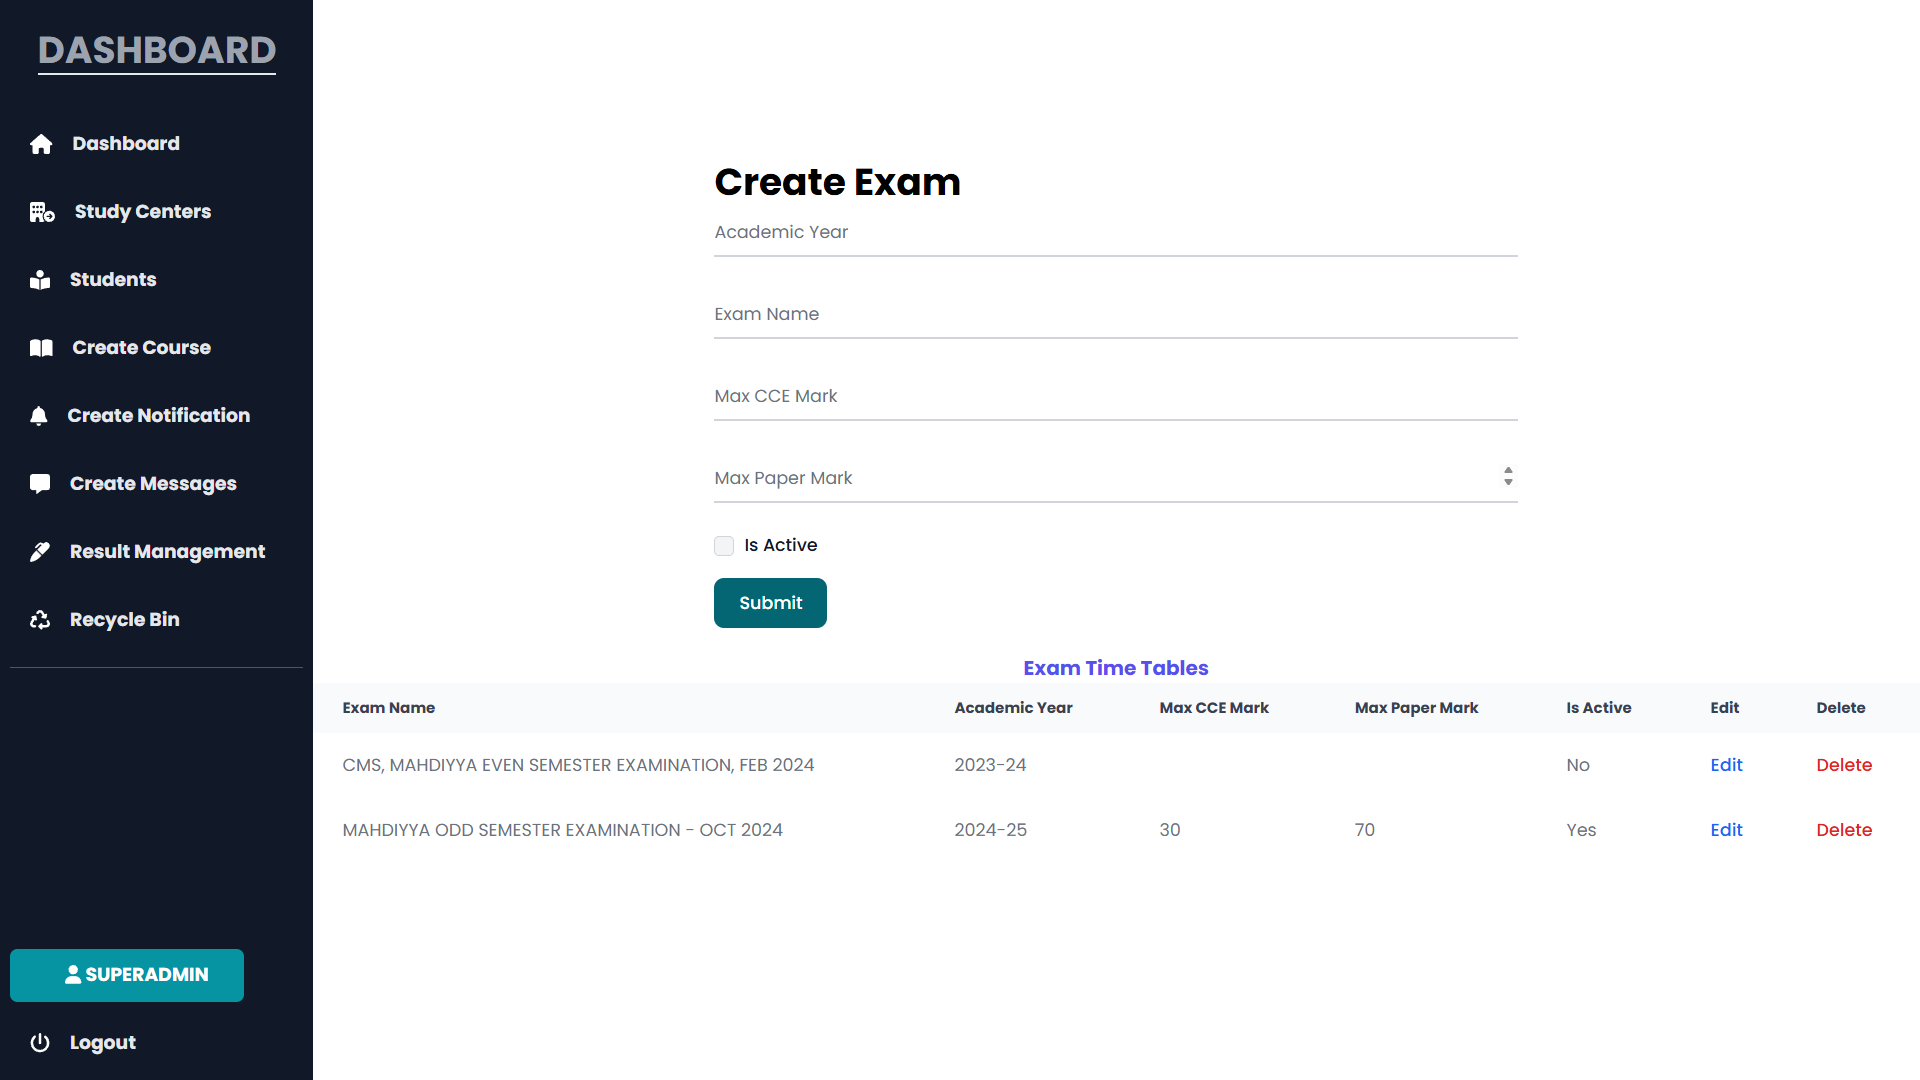 DASHBOARD
Dashboard
Study Centers
Students
Create Course
Create Notification
Create Messages
Result Management
Recycle Bin
SUPERADMIN
Logout
Create Exam
Academic Year
Exam Name
Max CCE Mark
Max Paper Mark
Is Active
Submit
Exam Time Tables
Exam Name Academic Year Max CCE Mark Max Paper Mark Is Active Edit Delete
CMS, MAHDIYYA EVEN SEMESTER EXAMINATION, FEB 2024 2023-24 No Edit Delete
MAHDIYYA ODD SEMESTER EXAMINATION - OCT 2024 2024-25 30 70 Yes Edit Delete